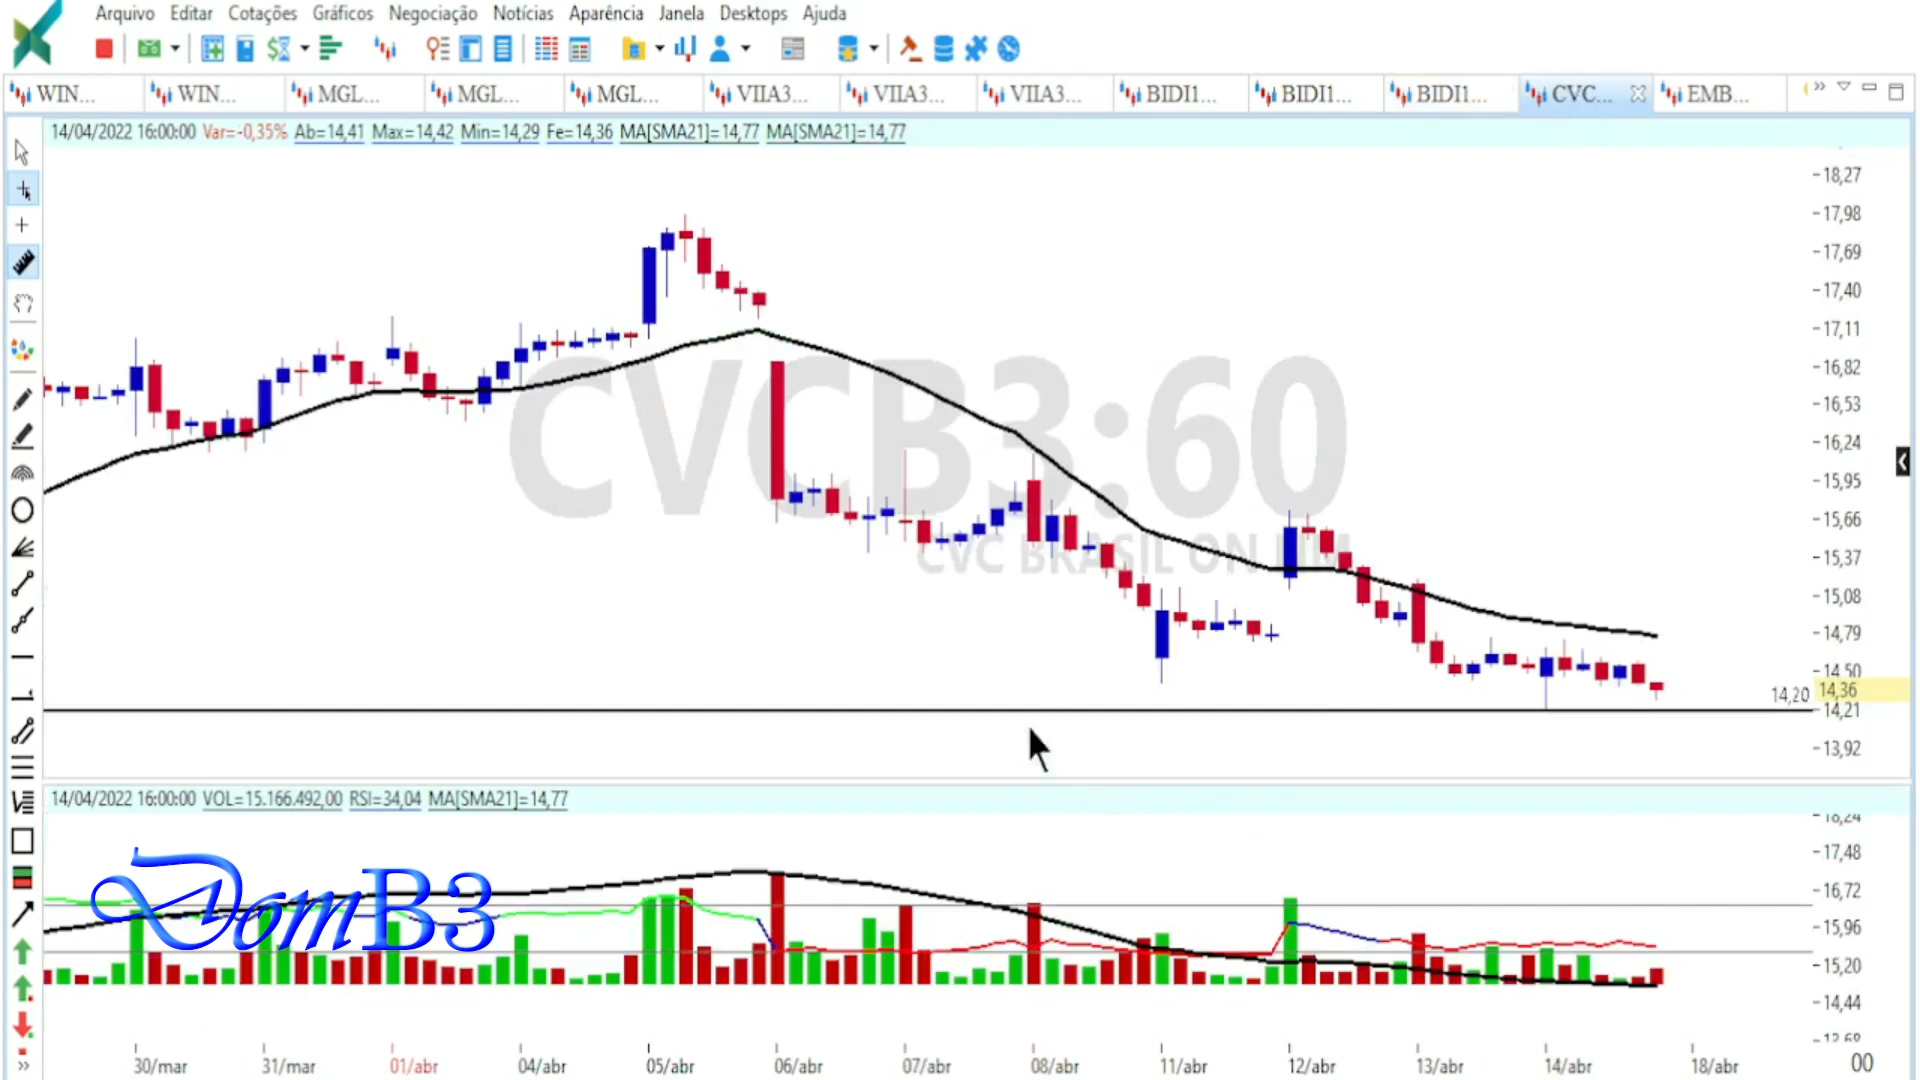 Arquivo Editar Cotações Gráficos Negociação Notícias Aparência Janela Desktops Ajuda
WIN... WIN... MGL... MGL... MGL... VIIA3... VIIA3... VIIA3... BIDI1... BIDI1... BIDI1... CVC... EMB...
14/04/2022 16:00:00 Var=-0,35% Ab=14,41 Max=14,42 Min=14,29 Fe=14,36 MA[SMA21]=14,77 MA[SMA21]=14,77
18,27
17,98
17,69
17,40
17,11
16,82
16,53
16,24
15,95
15,66
15,37
15,08
14,79
14,50
14,20 14,36
14,21
13,92
CVCB3:60
CVC BRASIL ON NM
14/04/2022 16:00:00 VOL=15.166.492,00 RSI=34,04 MA[SMA21]=14,77
18,24
17,48
16,72
15,96
15,20
14,44
DomB3
30/mar 31/mar 01/abr 04/abr 05/abr 06/abr 07/abr 08/abr 11/abr 12/abr 13/abr 14/abr 18/abr 00